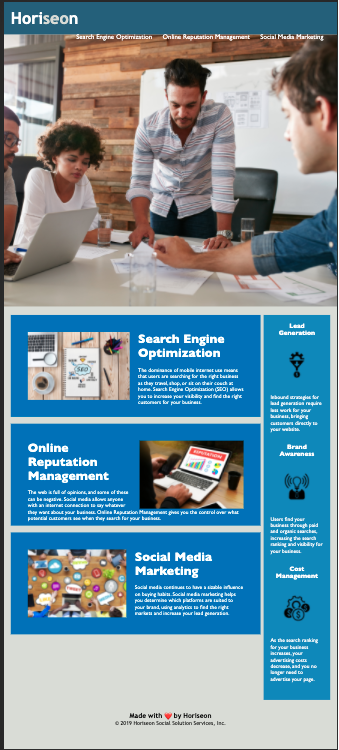 Horiseon
Search Engine Optimization Online Reputation Management Social Media Marketing
Search Engine
Optimization
The dominance of mobile internet use means
that users are searching for the right business
as they travel, shop, or sit on their couch at
home. Search Engine Optimization (SEO) allows
you to increase your visibility and find the right
customers for your business.
SEO
Online
Reputation
Management
The web is full of opinions, and some of these
can be negative. Social media allows anyone
with an internet connection to say whatever
they want about your business. Online Reputation Management gives you the control over what
potential customers see when they search for your business.
REPUTATION
Social Media
Marketing
Social media continues to have a sizable influence
on buying habits. Social media marketing helps
you determine which platforms are suited to
your brand, using analytics to find the right
markets and increase your lead generation.
Lead
Generation
Inbound strategies for
lead generation require
less work for your
business, bringing
customers directly to
your website.
Brand
Awareness
Users find your
business through paid
and organic searches,
increasing the search
ranking and visibility for
your business.
Cost
Management
As the search ranking
for your business
increases, your
advertising costs
decrease, and you no
longer need to
advertise your page.
Made with ❤️ by Horiseon
© 2019 Horiseon Social Solution Services, Inc.